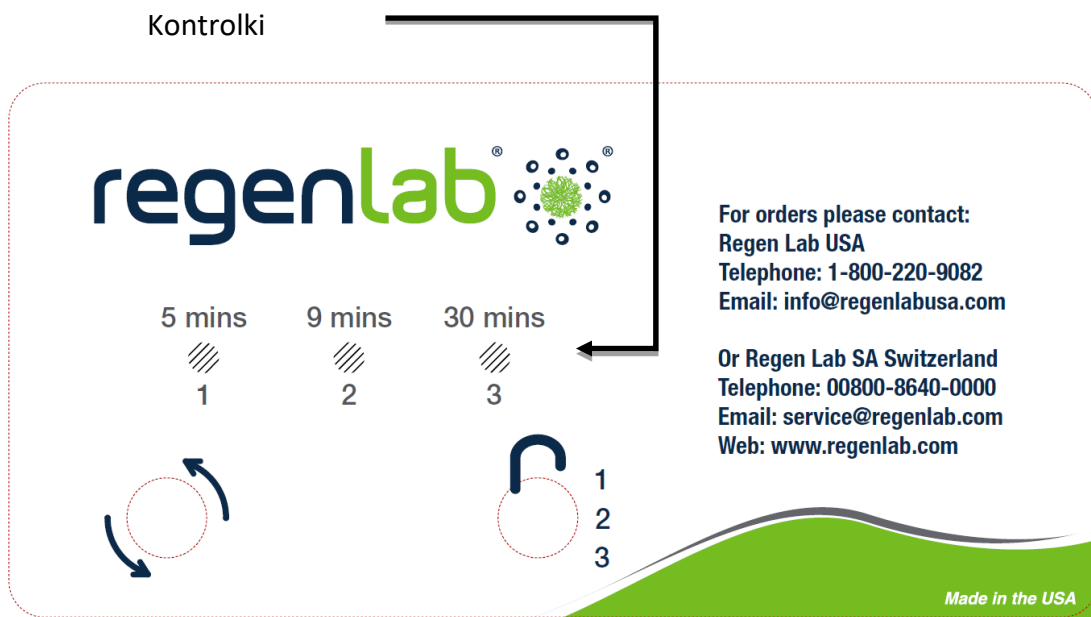 Kontrolki
regenlab® ®
5 mins 9 mins 30 mins
1 2 3
1
2
3
For orders please contact:
Regen Lab USA
Telephone: 1-800-220-9082
Email: info@regenlabusa.com
Or Regen Lab SA Switzerland
Telephone: 00800-8640-0000
Email: service@regenlab.com
Web: www.regenlab.com
Made in the USA